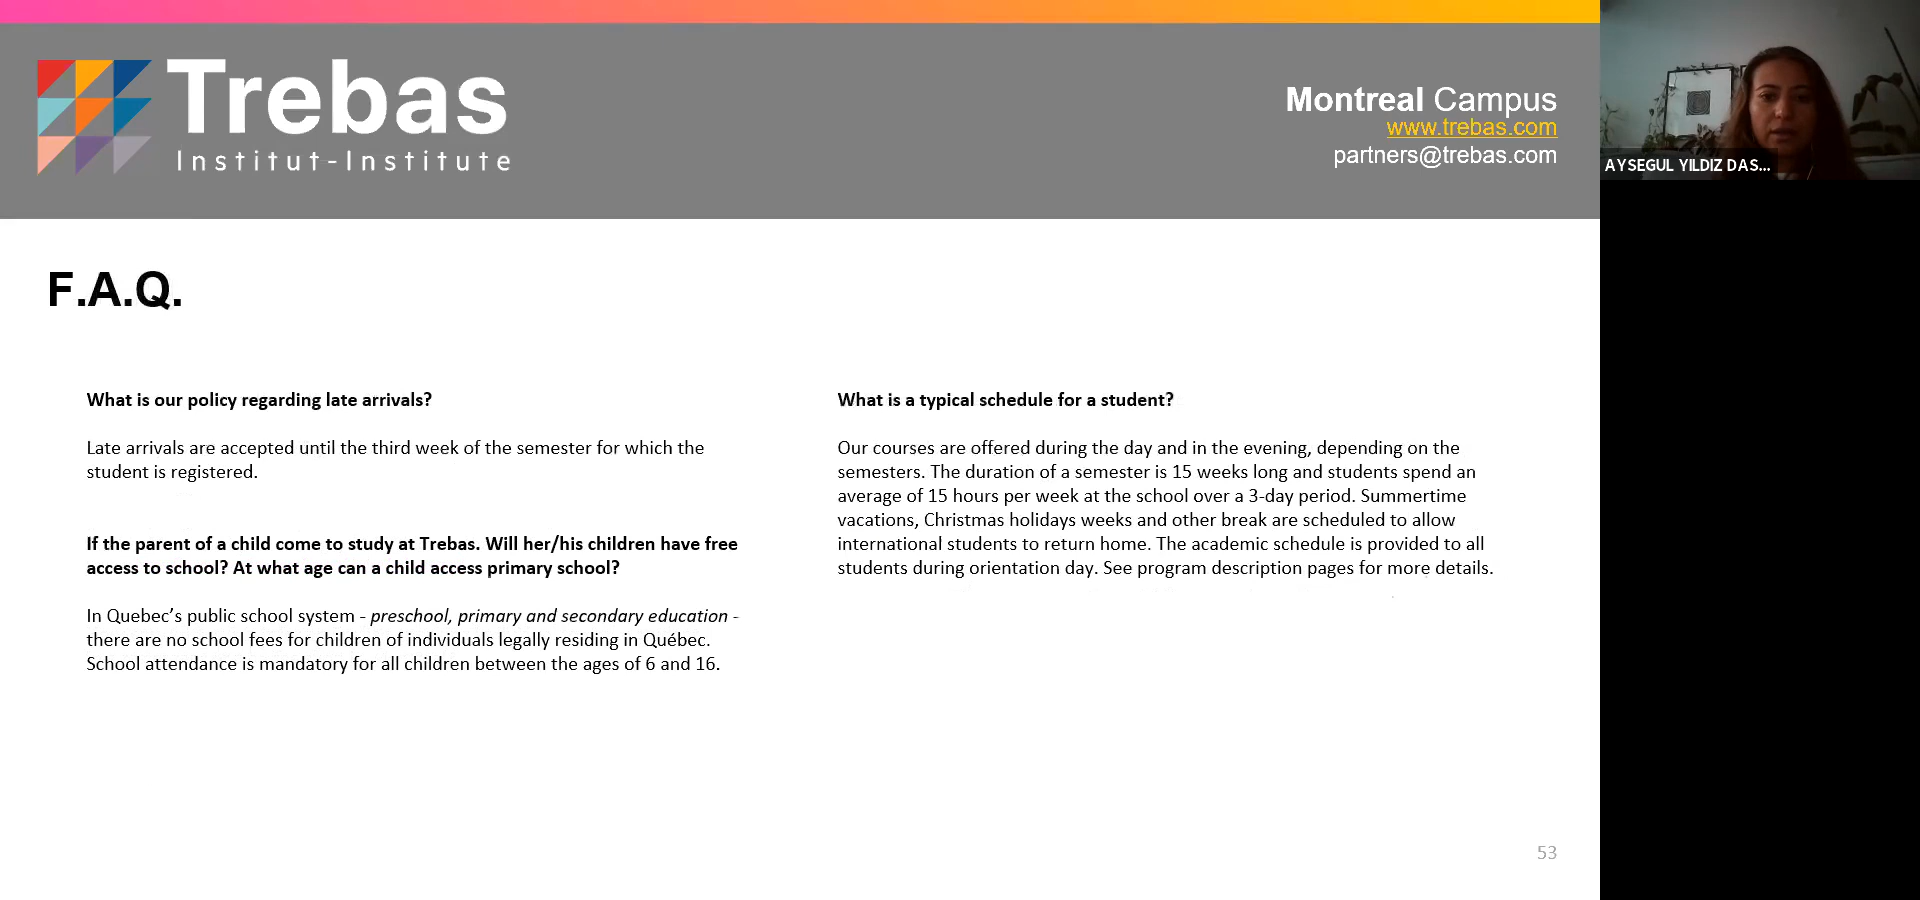 Trebas
Institut-Institute
Montreal Campus
www.trebas.com
partners@trebas.com
AYSEGUL YILDIZ DAS...
F.A.Q.
What is our policy regarding late arrivals?
Late arrivals are accepted until the third week of the semester for which the
student is registered.
If the parent of a child come to study at Trebas. Will her/his children have free
access to school? At what age can a child access primary school?
In Quebec’s public school system - preschool, primary and secondary education -
there are no school fees for children of individuals legally residing in Québec.
School attendance is mandatory for all children between the ages of 6 and 16.
What is a typical schedule for a student?
Our courses are offered during the day and in the evening, depending on the
semesters. The duration of a semester is 15 weeks long and students spend an
average of 15 hours per week at the school over a 3-day period. Summertime
vacations, Christmas holidays weeks and other break are scheduled to allow
international students to return home. The academic schedule is provided to all
students during orientation day. See program description pages for more details.
53